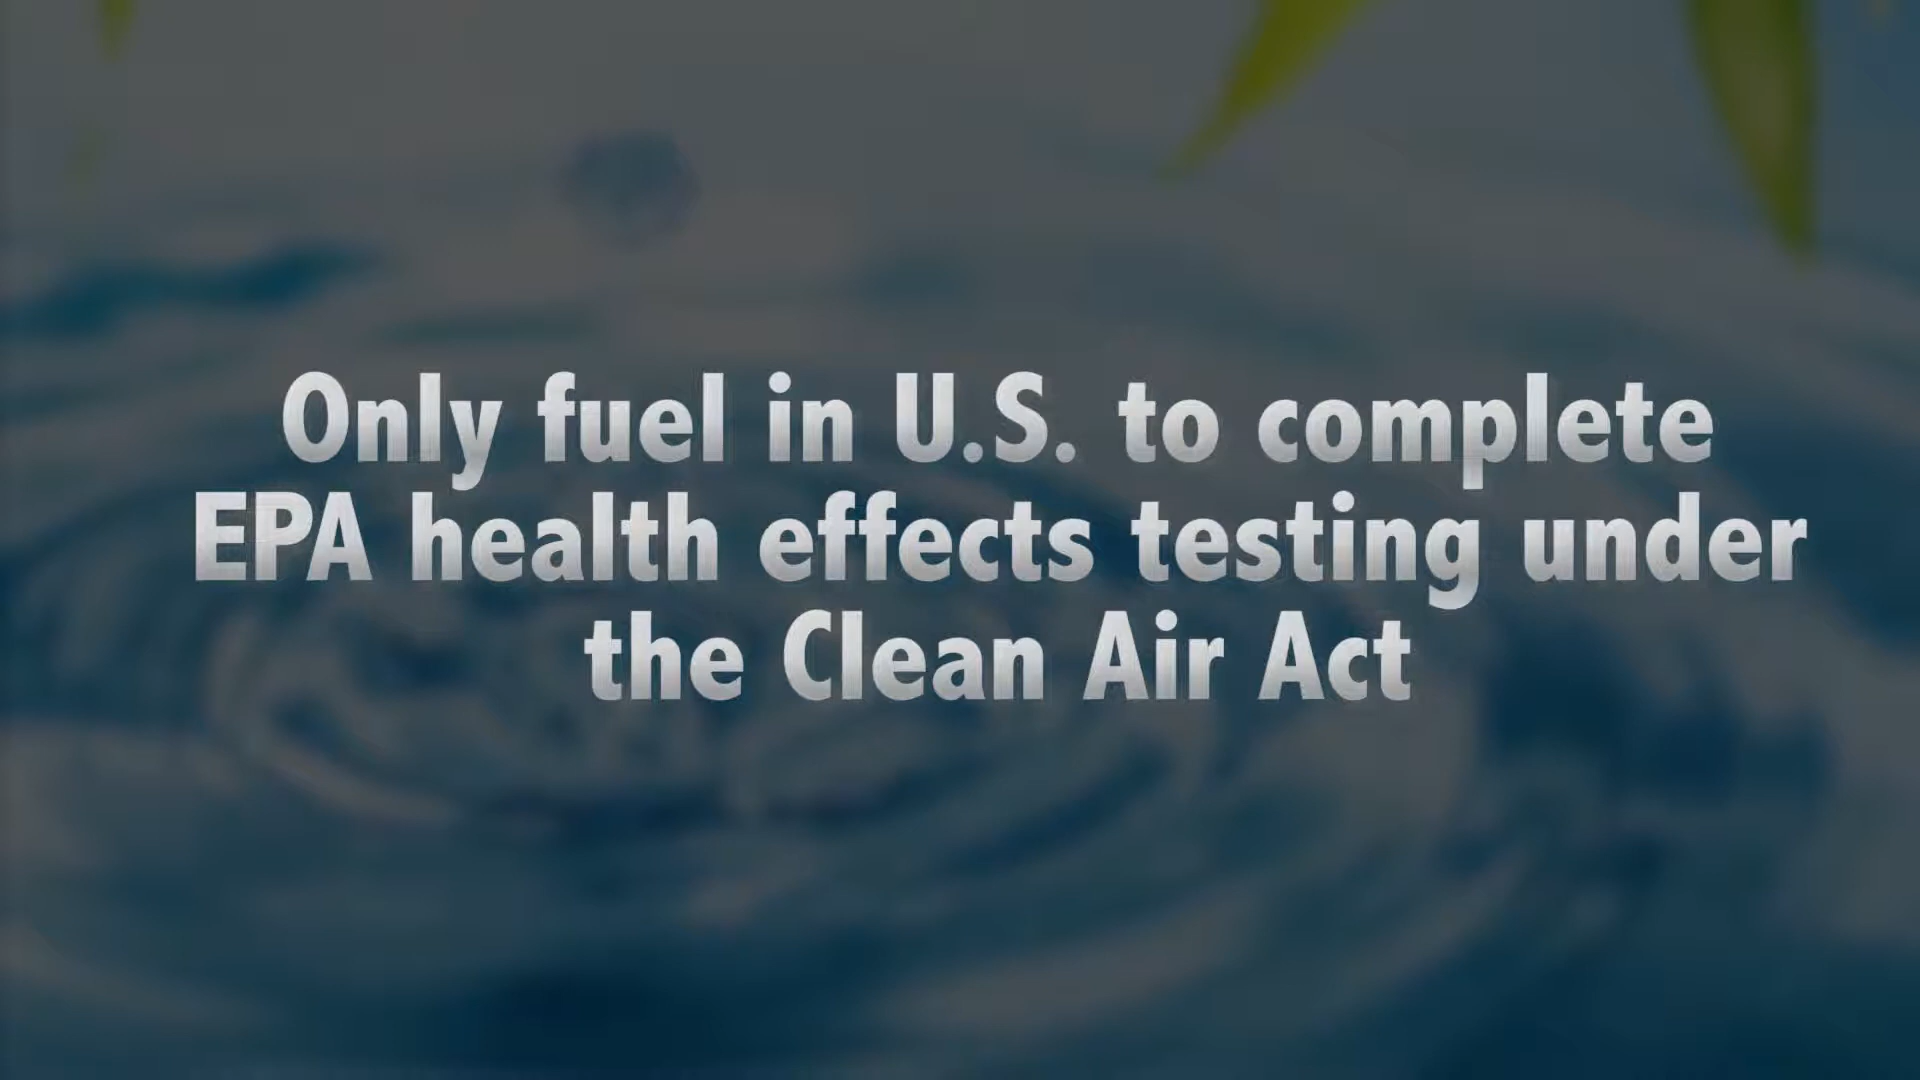 Only fuel in U.S. to complete
EPA health effects testing under
the Clean Air Act